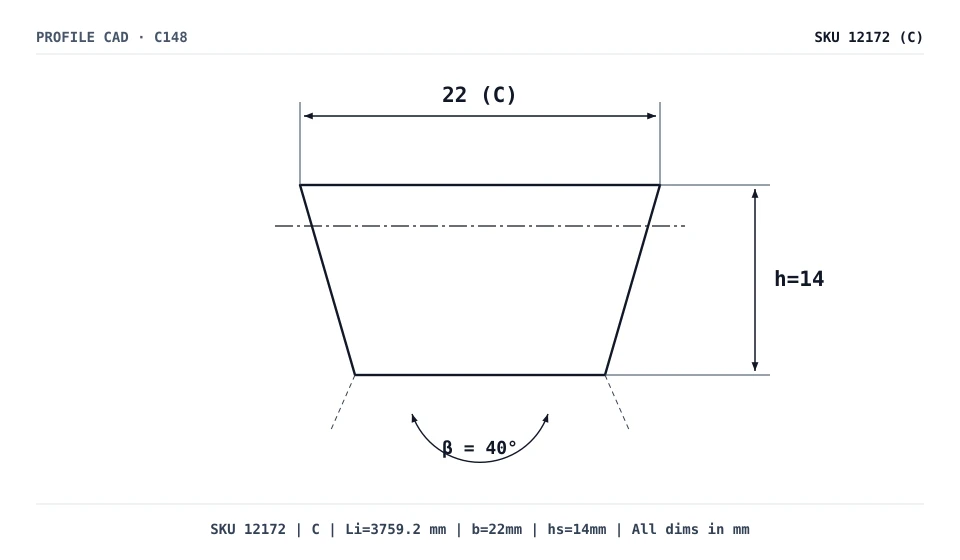 PROFILE CAD · C148
SKU 12172 (C)
22 (C)
h=14
β = 40°
SKU 12172 | C | Li=3759.2 mm | b=22mm | hs=14mm | All dims in mm